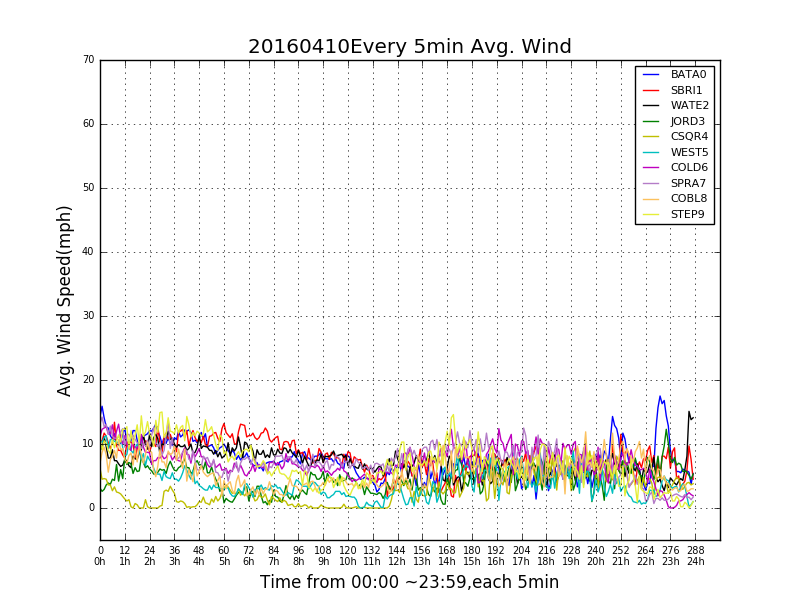 20160410Every 5min Avg. Wind
70
60
50
40
30
20
10
0
Avg. Wind Speed(mph)
BATA0
SBRI1
WATE2
JORD3
CSQR4
WEST5
COLD6
SPRA7
COBL8
STEP9
0 12 24 36 48 60 72 84 96 108 120 132 144 156 168 180 192 204 216 228 240 252 264 276 288
0h 1h 2h 3h 4h 5h 6h 7h 8h 9h 10h 11h 12h 13h 14h 15h 16h 17h 18h 19h 20h 21h 22h 23h 24h
Time from 00:00 ~23:59,each 5min